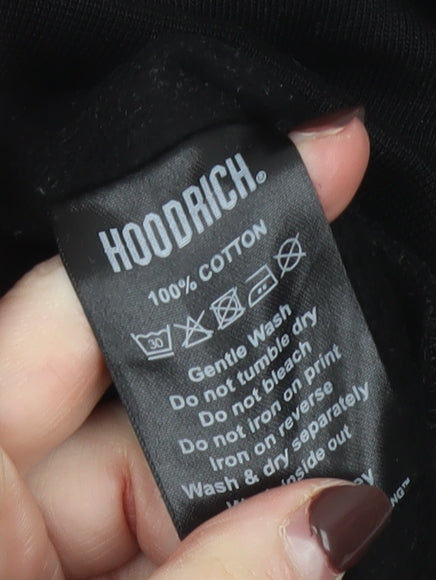 HOODRICH®
100% COTTON
30
Gentle Wash
Do not tumble dry
Do not bleach
Do not Iron on print
Iron on reverse
Wash & dry separately
inside out